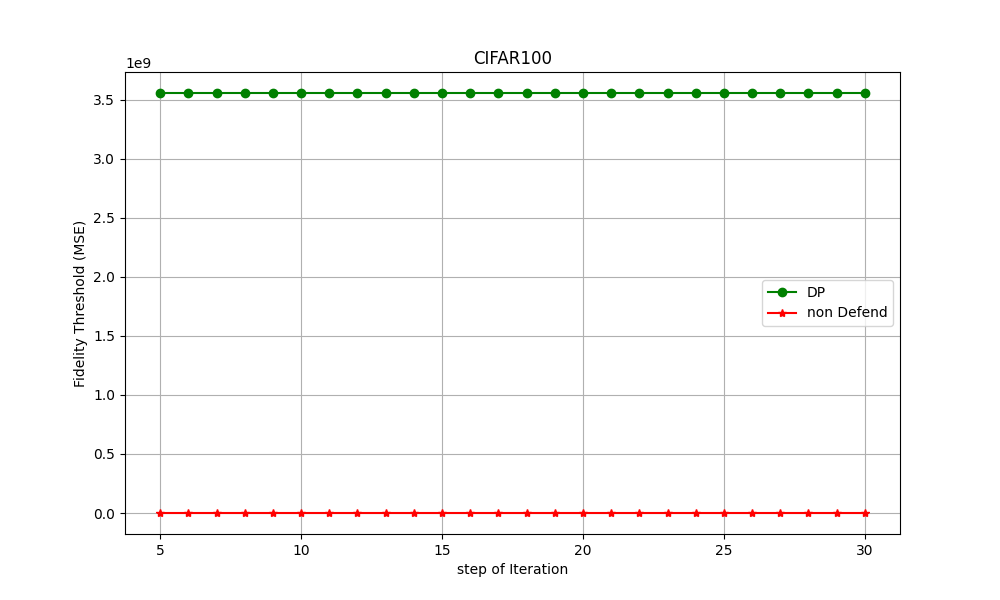 CIFAR100
1e9
3.5
3.0
2.5
2.0
1.5
1.0
0.5
0.0
Fidelity Threshold (MSE)
DP
non Defend
5 10 15 20 25 30
step of Iteration